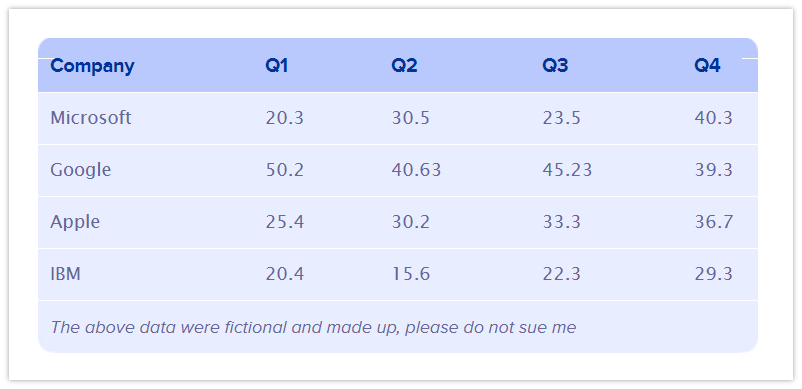 Company Q1 Q2 Q3 Q4
Microsoft 20.3 30.5 23.5 40.3
Google 50.2 40.63 45.23 39.3
Apple 25.4 30.2 33.3 36.7
IBM 20.4 15.6 22.3 29.3
The above data were fictional and made up, please do not sue me